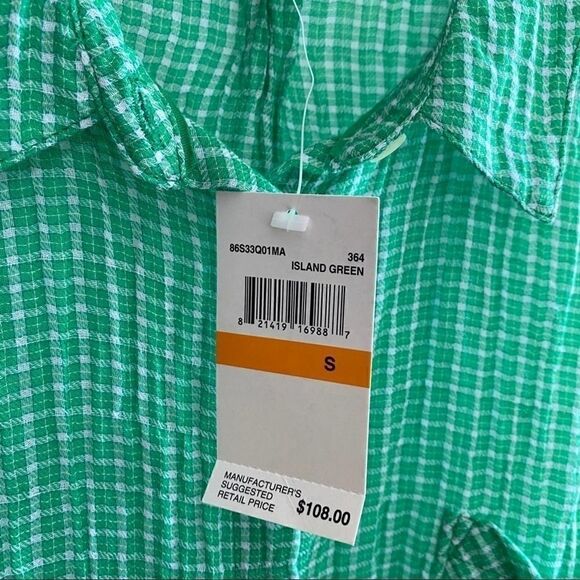 86S33Q01MA 364
ISLAND GREEN
8 21419 16988 7
S
MANUFACTURER'S
SUGGESTED
RETAIL PRICE $108.00